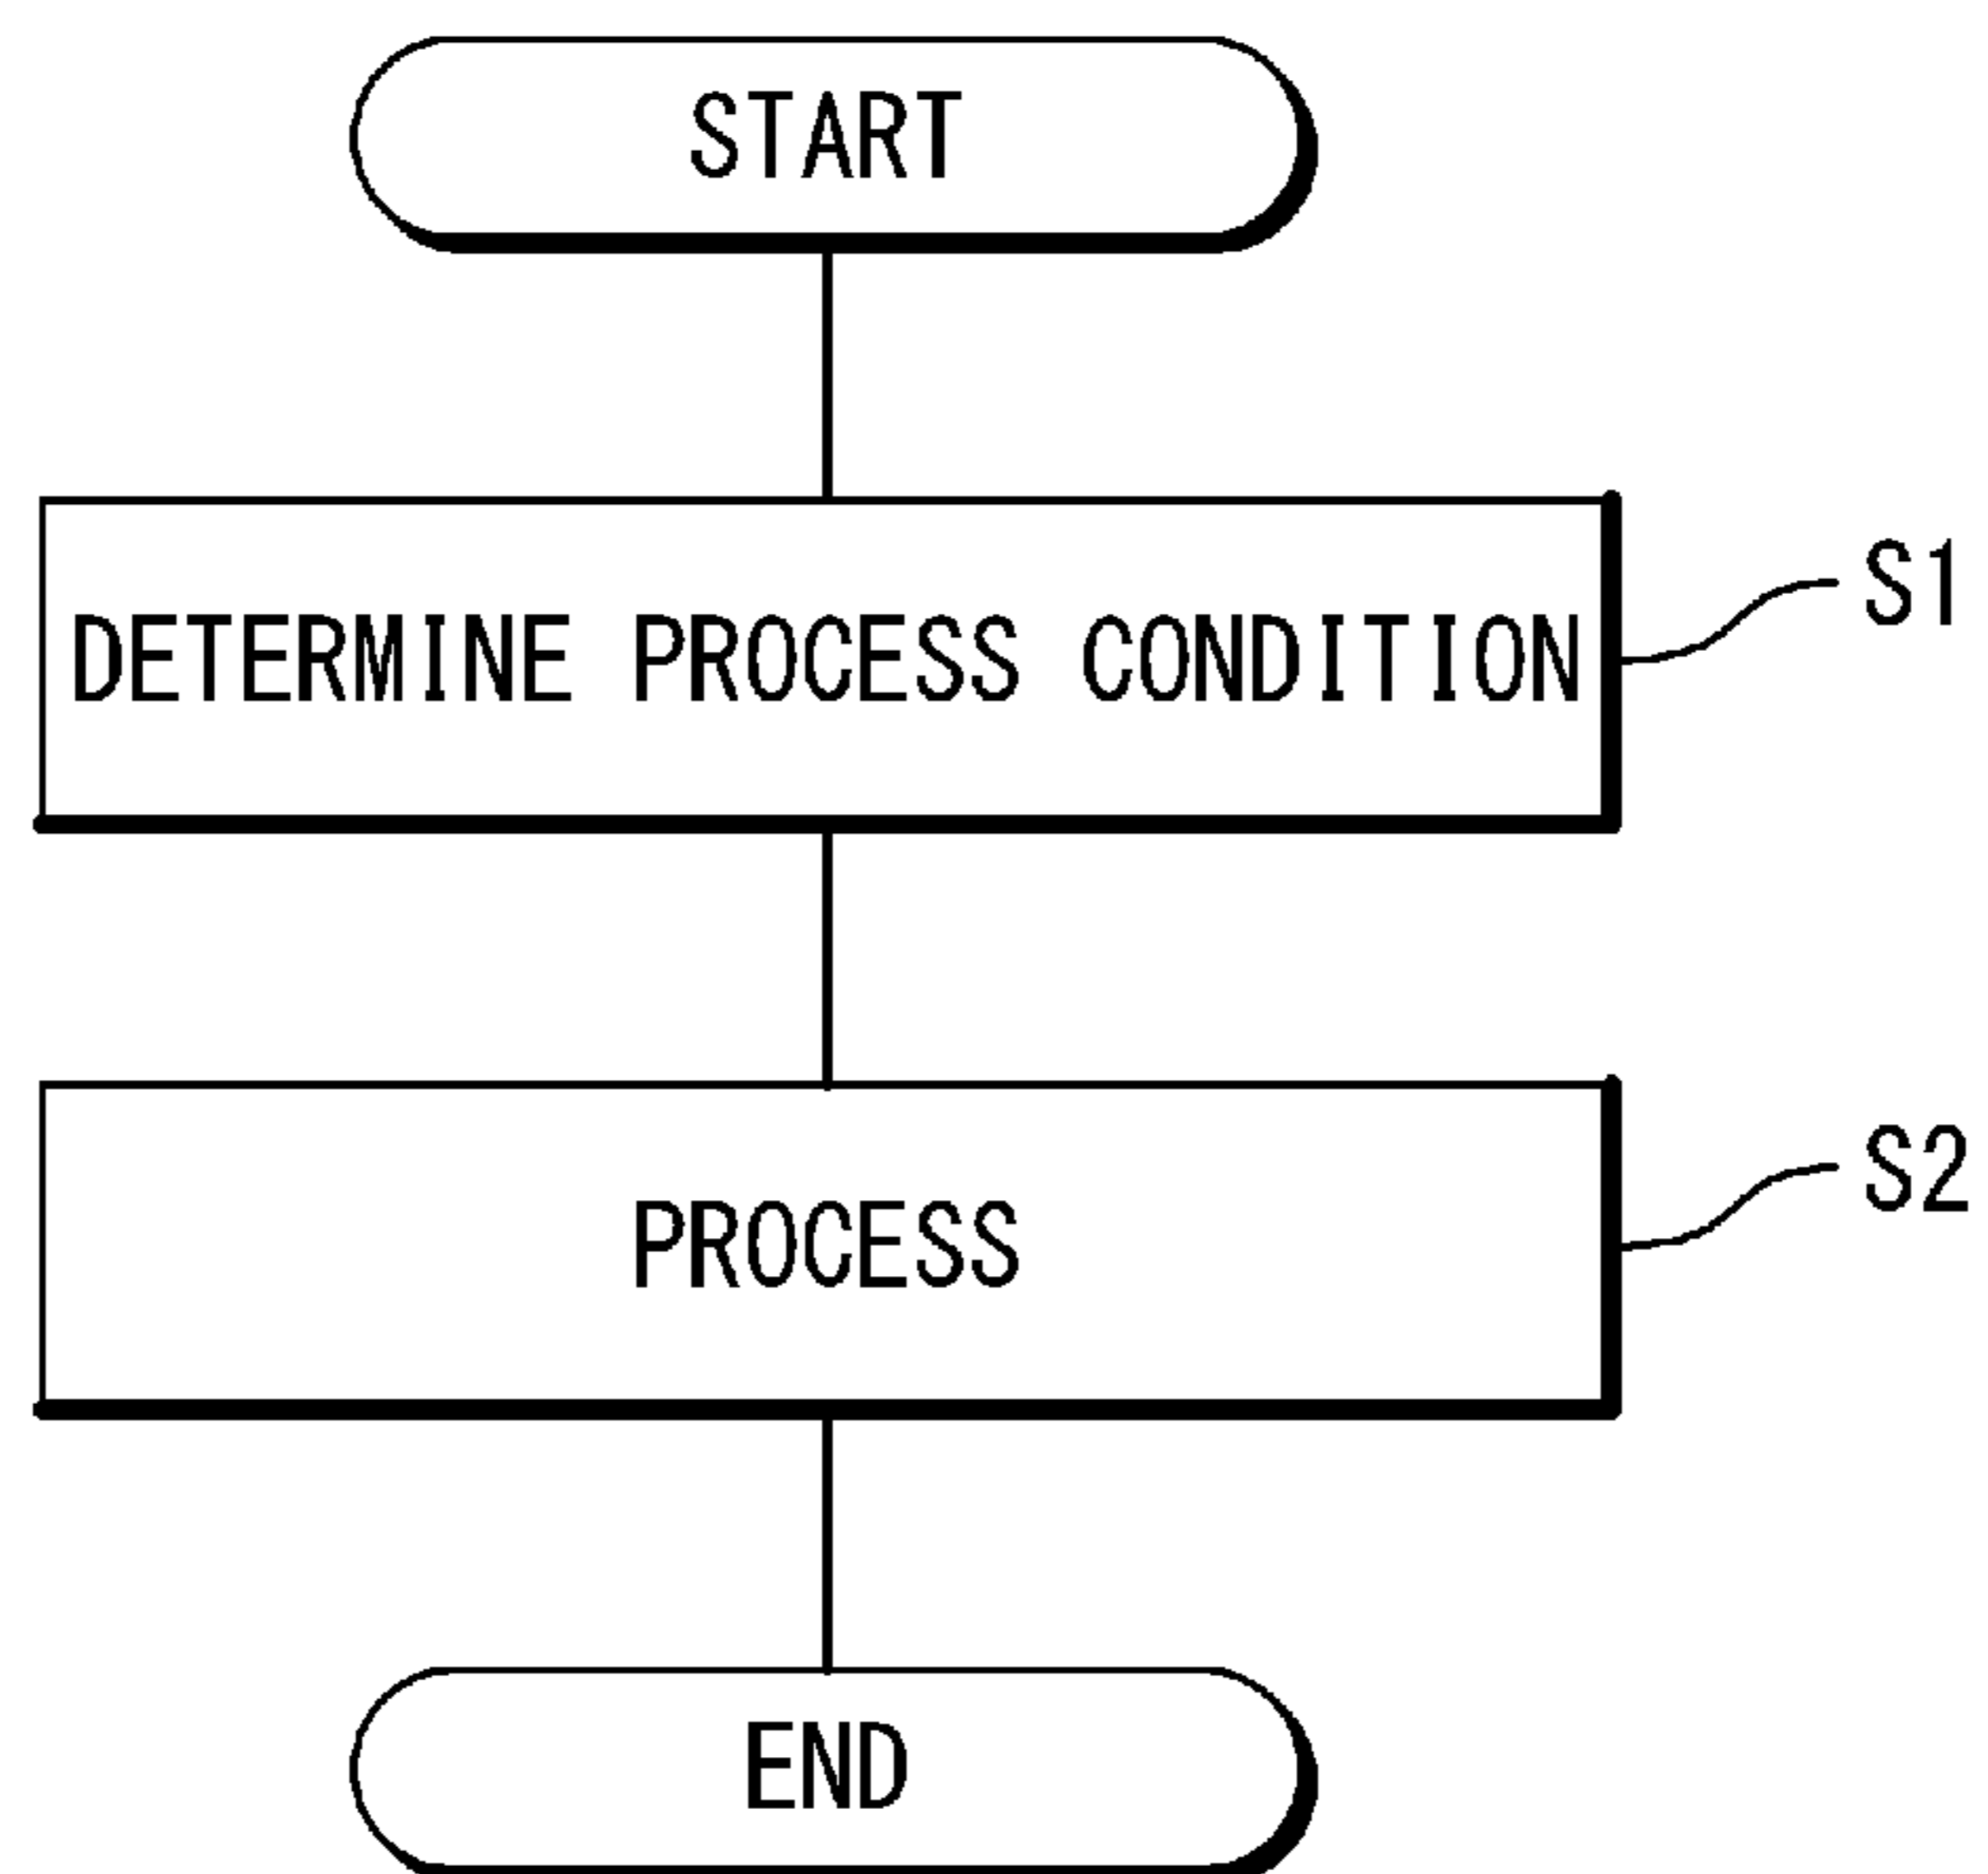 START
DETERMINE PROCESS CONDITION
S1
PROCESS
S2
END